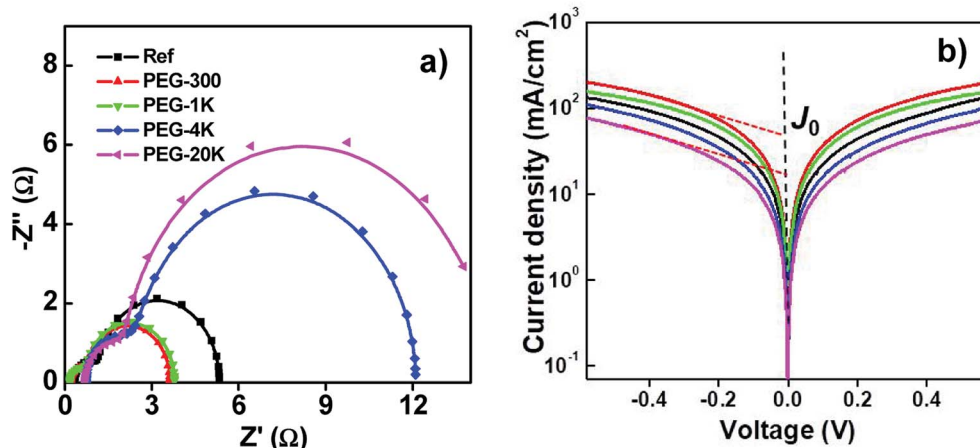 a)
Ref
PEG-300
PEG-1K
PEG-4K
PEG-20K
8
6
4
2
0
-Z'' (Ω)
0 3 6 9 12
Z' (Ω)
b)
J₀
10³
10²
10¹
10⁰
10⁻¹
Current density (mA/cm²)
-0.4 -0.2 0.0 0.2 0.4
Voltage (V)